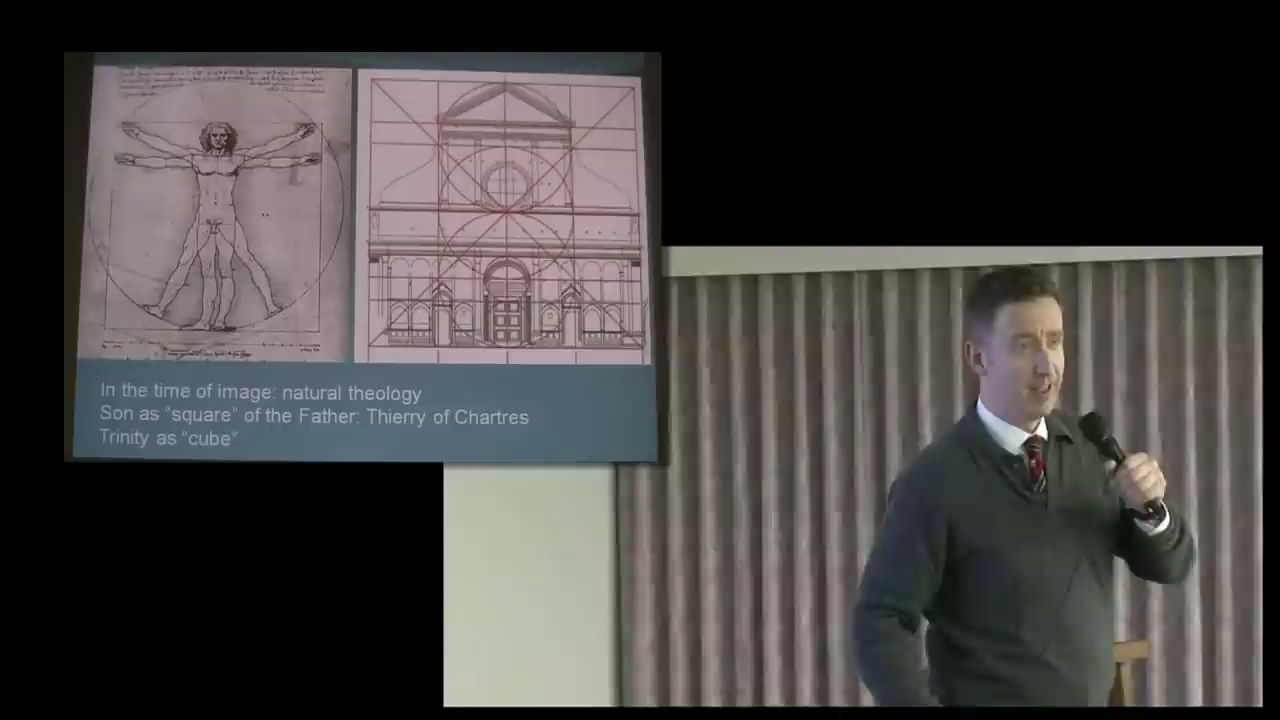 In the time of image: natural theology
Son as "square" of the Father: Thierry of Chartres
Trinity as "cube"